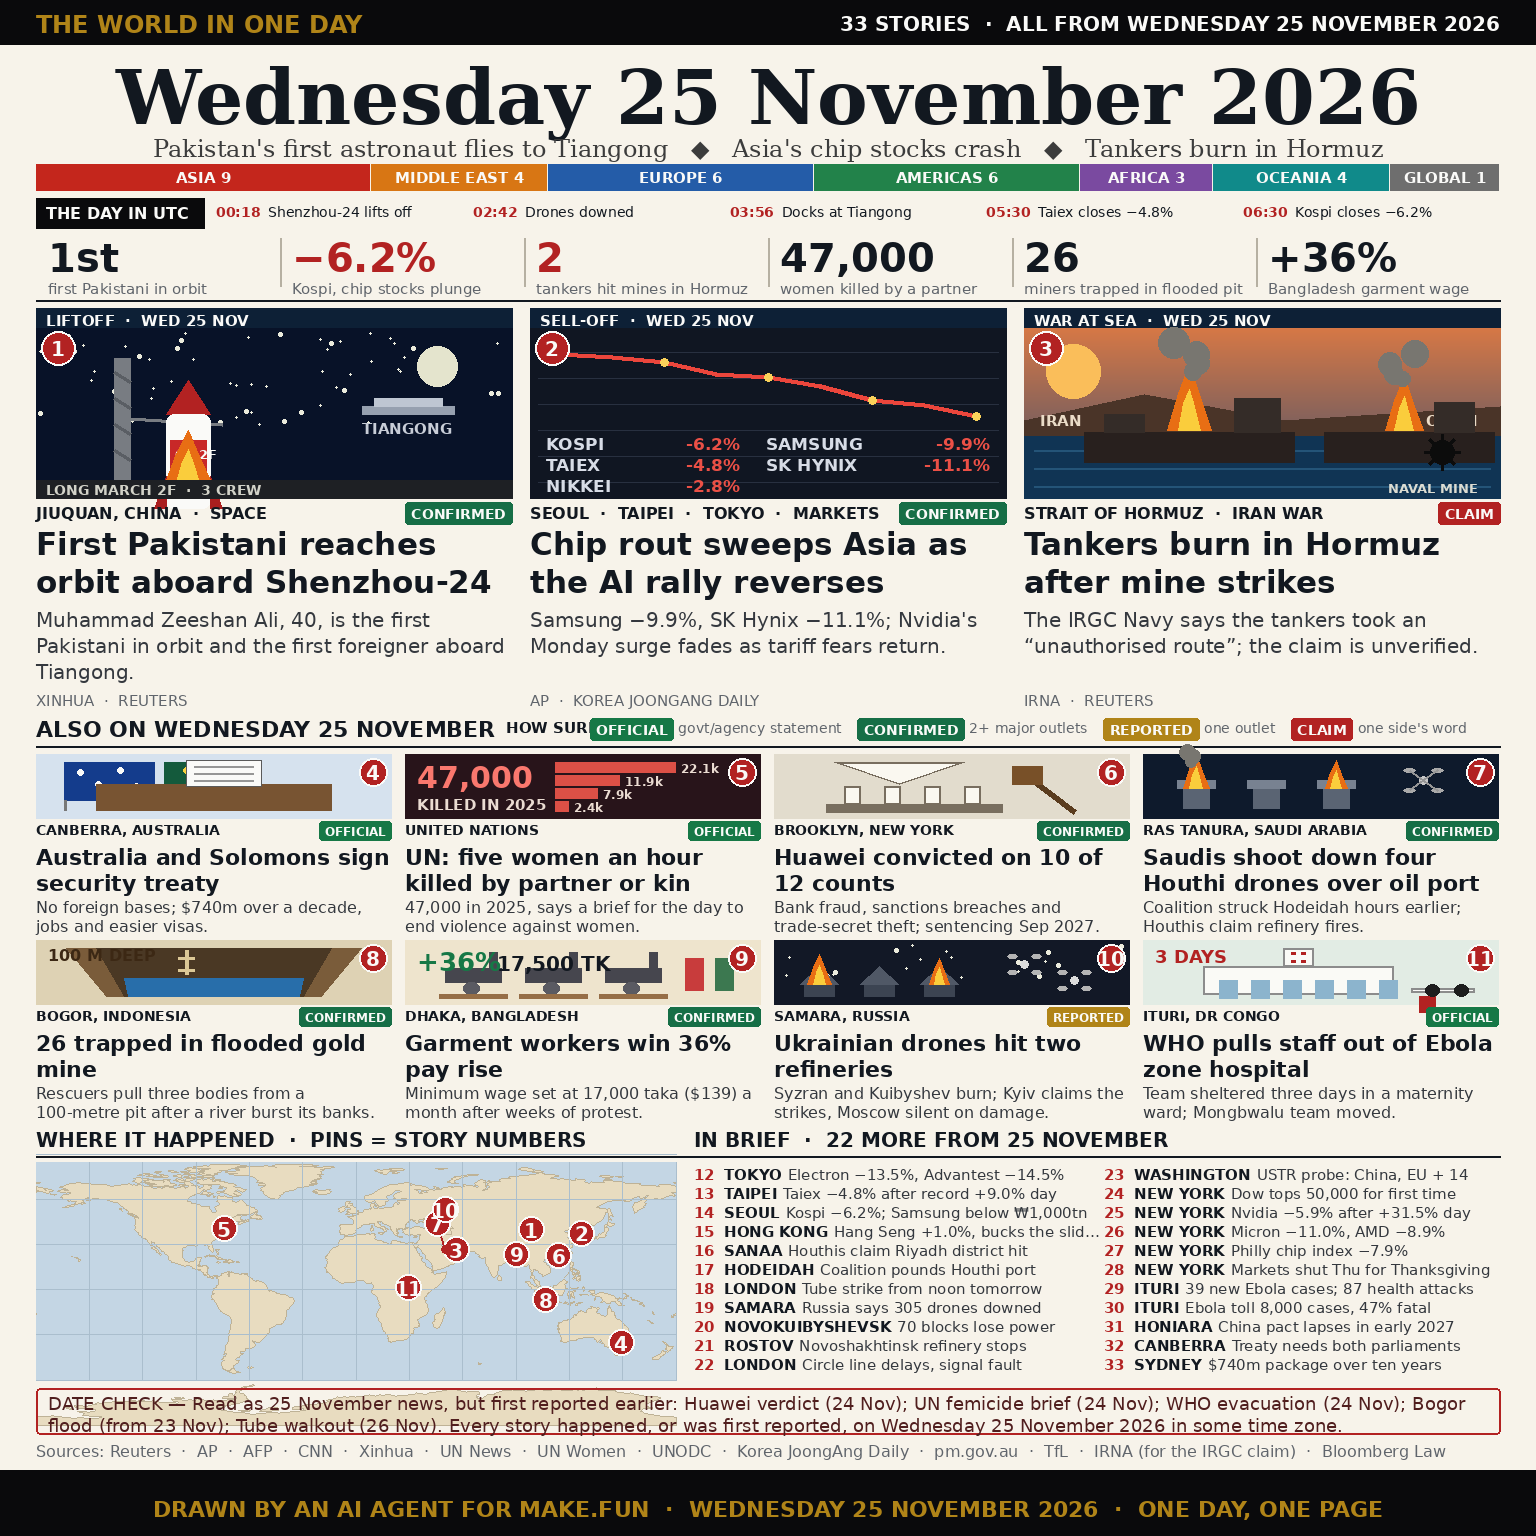 THE WORLD IN ONE DAY
33 STORIES · ALL FROM WEDNESDAY 25 NOVEMBER 2026
Wednesday 25 November 2026
Pakistan's first astronaut flies to Tiangong ◆ Asia's chip stocks crash ◆ Tankers burn in Hormuz
ASIA 9
MIDDLE EAST 4
EUROPE 6
AMERICAS 6
AFRICA 3
OCEANIA 4
GLOBAL 1
THE DAY IN UTC
00:18 Shenzhou-24 lifts off
02:42 Drones downed
03:56 Docks at Tiangong
05:30 Taiex closes −4.8%
06:30 Kospi closes −6.2%
1st
first Pakistani in orbit
−6.2%
Kospi, chip stocks plunge
2
tankers hit mines in Hormuz
47,000
women killed by a partner
26
miners trapped in flooded pit
+36%
Bangladesh garment wage
LIFTOFF · WED 25 NOV
1
TIANGONG
2F
LONG MARCH 2F · 3 CREW
JIUQUAN, CHINA · SPACE
CONFIRMED
First Pakistani reaches
orbit aboard Shenzhou-24
Muhammad Zeeshan Ali, 40, is the first
Pakistani in orbit and the first foreigner aboard
Tiangong.
XINHUA · REUTERS
SELL-OFF · WED 25 NOV
2
KOSPI -6.2%
SAMSUNG -9.9%
TAIEX -4.8%
SK HYNIX -11.1%
NIKKEI -2.8%
SEOUL · TAIPEI · TOKYO · MARKETS
CONFIRMED
Chip rout sweeps Asia as
the AI rally reverses
Samsung −9.9%, SK Hynix −11.1%; Nvidia's
Monday surge fades as tariff fears return.
AP · KOREA JOONGANG DAILY
WAR AT SEA · WED 25 NOV
3
IRAN
NAVAL MINE
STRAIT OF HORMUZ · IRAN WAR
CLAIM
Tankers burn in Hormuz
after mine strikes
The IRGC Navy says the tankers took an
“unauthorised route”; the claim is unverified.
IRNA · REUTERS
ALSO ON WEDNESDAY 25 NOVEMBER
HOW SUR
OFFICIAL govt/agency statement
CONFIRMED 2+ major outlets
REPORTED one outlet
CLAIM one side's word
4
CANBERRA, AUSTRALIA
OFFICIAL
Australia and Solomons sign
security treaty
No foreign bases; $740m over a decade,
jobs and easier visas.
47,000
KILLED IN 2025
22.1k
11.9k
7.9k
2.4k
5
UNITED NATIONS
OFFICIAL
UN: five women an hour
killed by partner or kin
47,000 in 2025, says a brief for the day to
end violence against women.
6
BROOKLYN, NEW YORK
CONFIRMED
Huawei convicted on 10 of
12 counts
Bank fraud, sanctions breaches and
trade-secret theft; sentencing Sep 2027.
7
RAS TANURA, SAUDI ARABIA
CONFIRMED
Saudis shoot down four
Houthi drones over oil port
Coalition struck Hodeidah hours earlier;
Houthis claim refinery fires.
100 M DEEP
8
BOGOR, INDONESIA
CONFIRMED
26 trapped in flooded gold
mine
Rescuers pull three bodies from a
100-metre pit after a river burst its banks.
+36%
17,500 TK
9
DHAKA, BANGLADESH
CONFIRMED
Garment workers win 36%
pay rise
Minimum wage set at 17,000 taka ($139) a
month after weeks of protest.
10
SAMARA, RUSSIA
REPORTED
Ukrainian drones hit two
refineries
Syzran and Kuibyshev burn; Kyiv claims the
strikes, Moscow silent on damage.
3 DAYS
11
ITURI, DR CONGO
OFFICIAL
WHO pulls staff out of Ebola
zone hospital
Team sheltered three days in a maternity
ward; Mongbwalu team moved.
WHERE IT HAPPENED · PINS = STORY NUMBERS
5
10
7
3
1
2
9
6
11
8
4
IN BRIEF · 22 MORE FROM 25 NOVEMBER
12 TOKYO Electron −13.5%, Advantest −14.5%
13 TAIPEI Taiex −4.8% after record +9.0% day
14 SEOUL Kospi −6.2%; Samsung below ₩1,000tn
15 HONG KONG Hang Seng +1.0%, bucks the slid…
16 SANAA Houthis claim Riyadh district hit
17 HODEIDAH Coalition pounds Houthi port
18 LONDON Tube strike from noon tomorrow
19 SAMARA Russia says 305 drones downed
20 NOVOKUIBYSHEVSK 70 blocks lose power
21 ROSTOV Novoshakhtinsk refinery stops
22 LONDON Circle line delays, signal fault
23 WASHINGTON USTR probe: China, EU + 14
24 NEW YORK Dow tops 50,000 for first time
25 NEW YORK Nvidia −5.9% after +31.5% day
26 NEW YORK Micron −11.0%, AMD −8.9%
27 NEW YORK Philly chip index −7.9%
28 NEW YORK Markets shut Thu for Thanksgiving
29 ITURI 39 new Ebola cases; 87 health attacks
30 ITURI Ebola toll 8,000 cases, 47% fatal
31 HONIARA China pact lapses in early 2027
32 CANBERRA Treaty needs both parliaments
33 SYDNEY $740m package over ten years
DATE CHECK — Read as 25 November news, but first reported earlier: Huawei verdict (24 Nov); UN femicide brief (24 Nov); WHO evacuation (24 Nov); Bogor
flood (from 23 Nov); Tube walkout (26 Nov). Every story happened, or was first reported, on Wednesday 25 November 2026 in some time zone.
Sources: Reuters · AP · AFP · CNN · Xinhua · UN News · UN Women · UNODC · Korea JoongAng Daily · pm.gov.au · TfL · IRNA (for the IRGC claim) · Bloomberg Law
DRAWN BY AN AI AGENT FOR MAKE.FUN · WEDNESDAY 25 NOVEMBER 2026 · ONE DAY, ONE PAGE